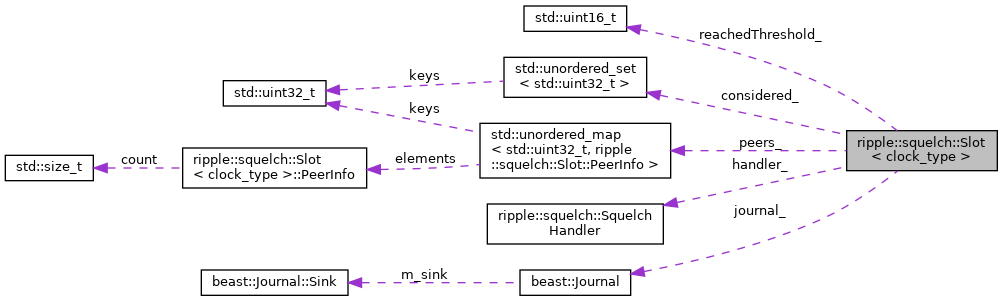 std::uint16_t
reachedThreshold_
std::unordered_set
< std::uint32_t >
keys
considered_
std::uint32_t
keys
std::unordered_map
< std::uint32_t, ripple
::squelch::Slot::PeerInfo >
peers_
ripple::squelch::Slot
< clock_type >
std::size_t
count
ripple::squelch::Slot
< clock_type >::PeerInfo
elements
handler_
ripple::squelch::Squelch
Handler
journal_
beast::Journal::Sink
m_sink
beast::Journal